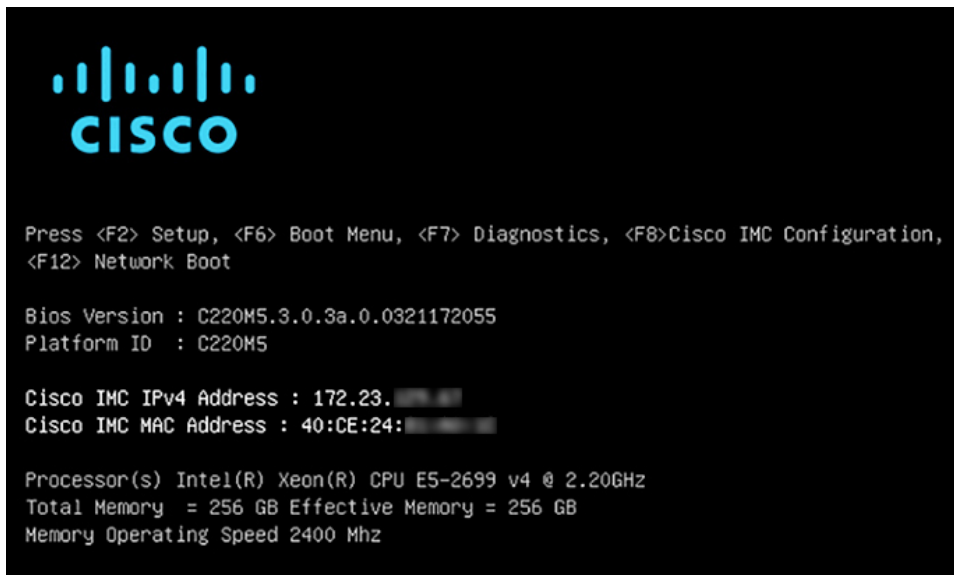 CISCO
Press <F2> Setup, <F6> Boot Menu, <F7> Diagnostics, <F8>Cisco IMC Configuration,
<F12> Network Boot
Bios Version : C220M5.3.0.3a.0.0321172055
Platform ID : C220M5
Cisco IMC IPv4 Address : 172.23.
Cisco IMC MAC Address : 40:CE:24:
Processor(s) Intel(R) Xeon(R) CPU E5-2699 v4 @ 2.20GHz
Total Memory = 256 GB Effective Memory = 256 GB
Memory Operating Speed 2400 Mhz